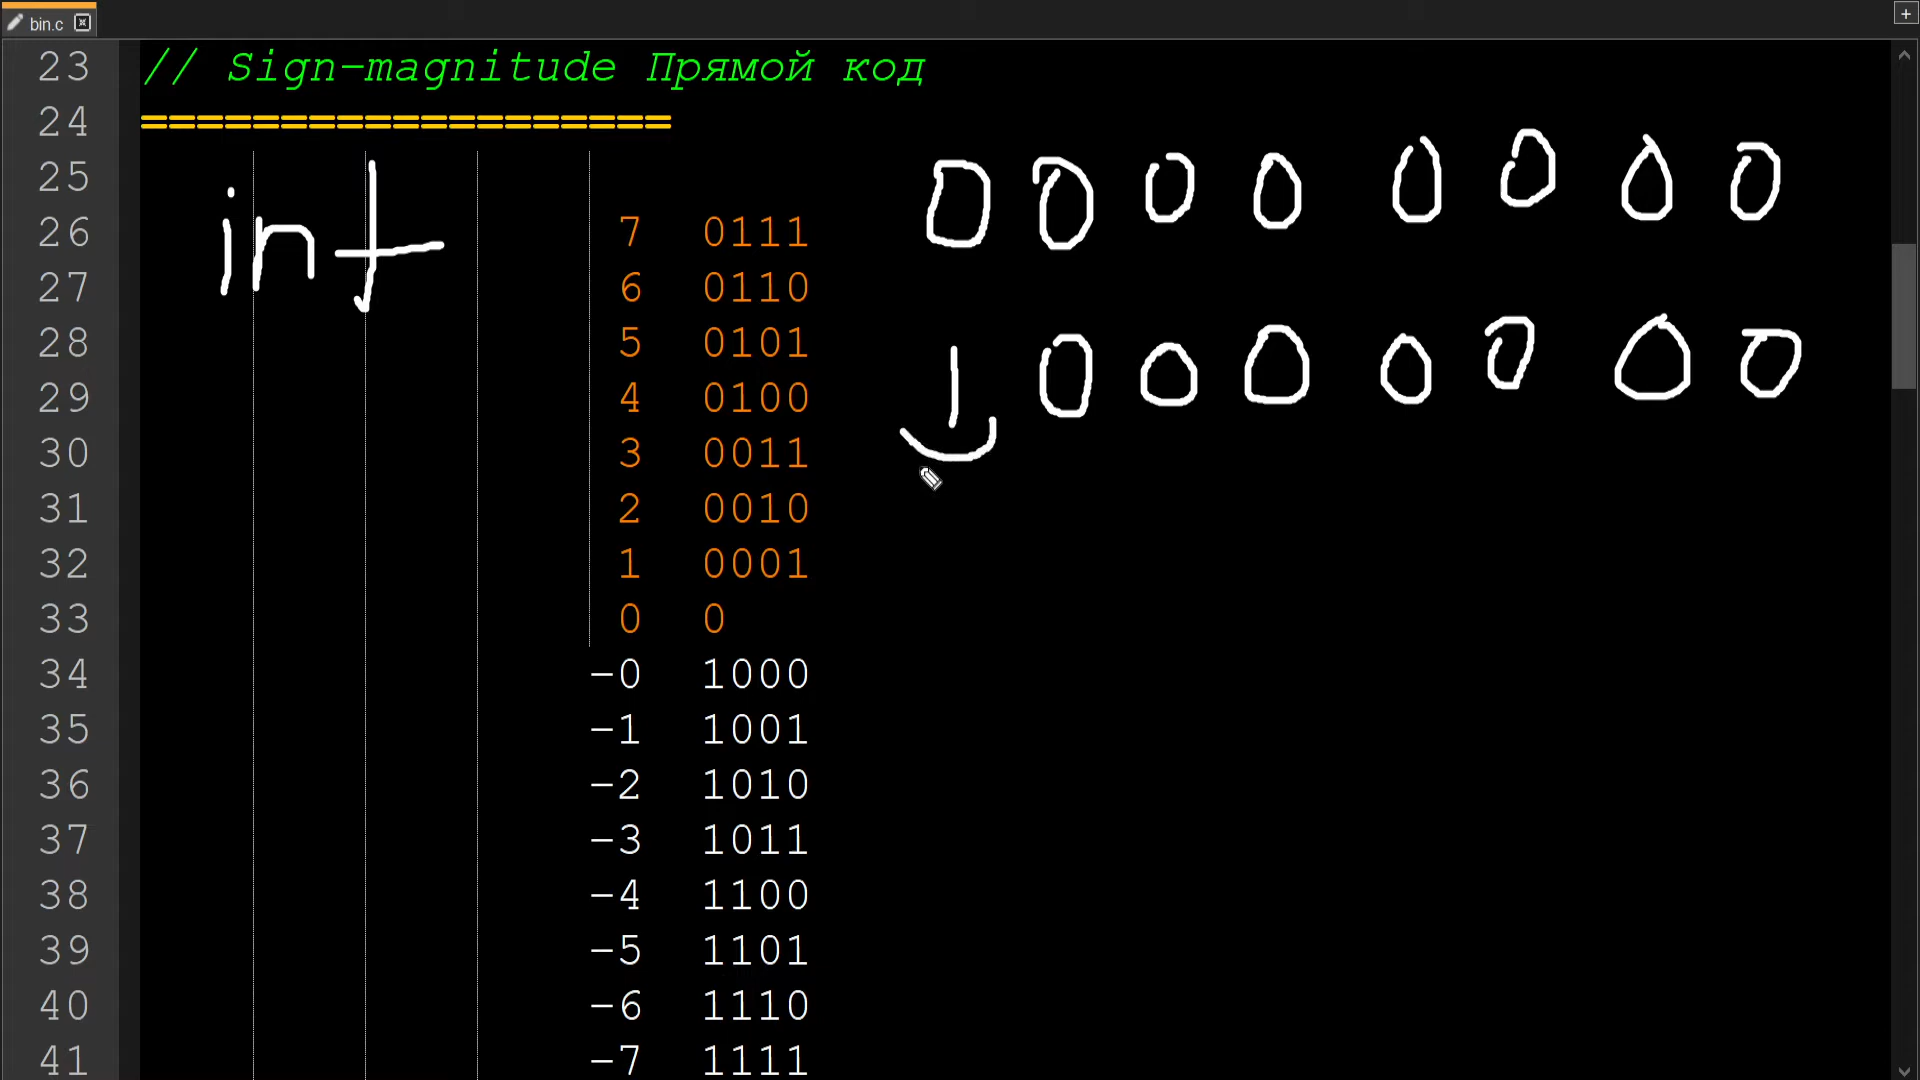 bin.c
23 // Sign-magnitude Прямой код
24 ===================
25
26 7 0111
27 6 0110
28 5 0101
29 4 0100
30 3 0011
31 2 0010
32 1 0001
33 0 0
34 -0 1000
35 -1 1001
36 -2 1010
37 -3 1011
38 -4 1100
39 -5 1101
40 -6 1110
41 -7 1111
int
0 0 0 0 0 0 0 0
1 0 0 0 0 0 0 0